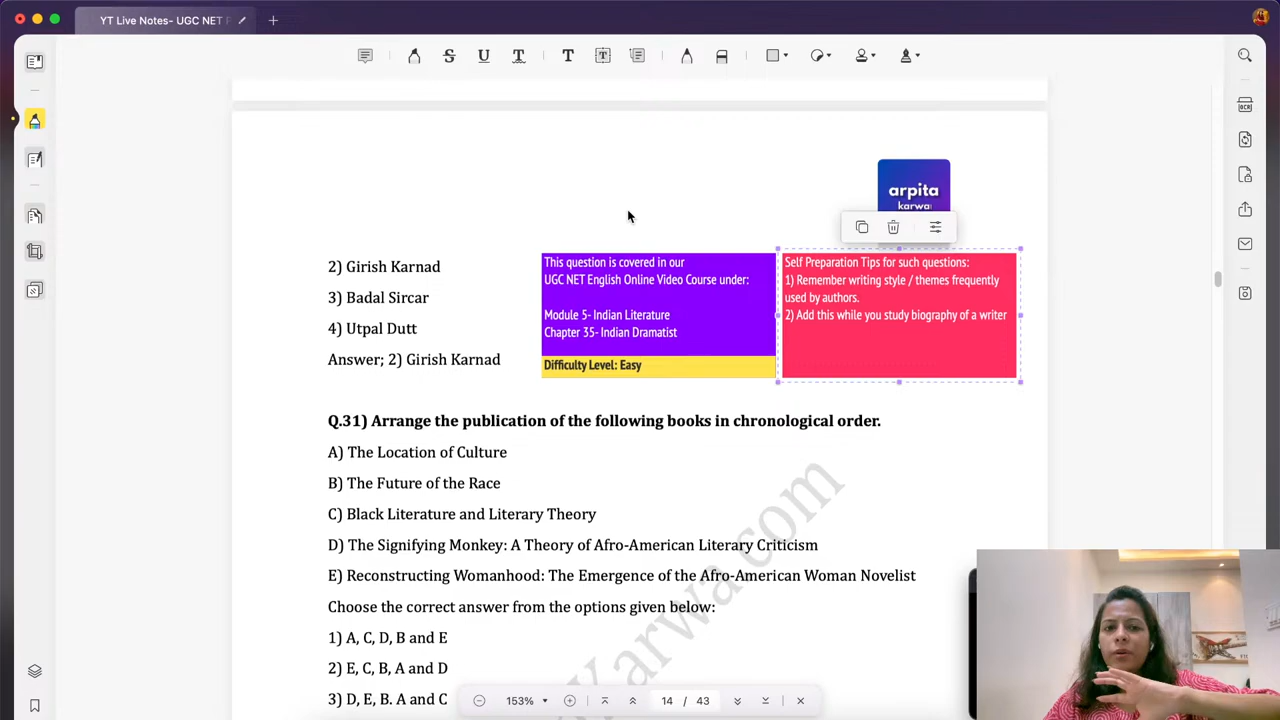 YT Live Notes- UGC NET P
arpita
karwa
2) Girish Karnad
3) Badal Sircar
4) Utpal Dutt
Answer; 2) Girish Karnad
This question is covered in our
UGC NET English Online Video Course under:
Module 5- Indian Literature
Chapter 35- Indian Dramatist
Difficulty Level: Easy
Self Preparation Tips for such questions:
1) Remember writing style / themes frequently
used by authors.
2) Add this while you study biography of a writer
Q.31) Arrange the publication of the following books in chronological order.
A) The Location of Culture
B) The Future of the Race
C) Black Literature and Literary Theory
D) The Signifying Monkey: A Theory of Afro-American Literary Criticism
E) Reconstructing Womanhood: The Emergence of the Afro-American Woman Novelist
Choose the correct answer from the options given below:
1) A, C, D, B and E
2) E, C, B, A and D
3) D, E, B. A and C
Karwa.com
153%
14 / 43
OCR